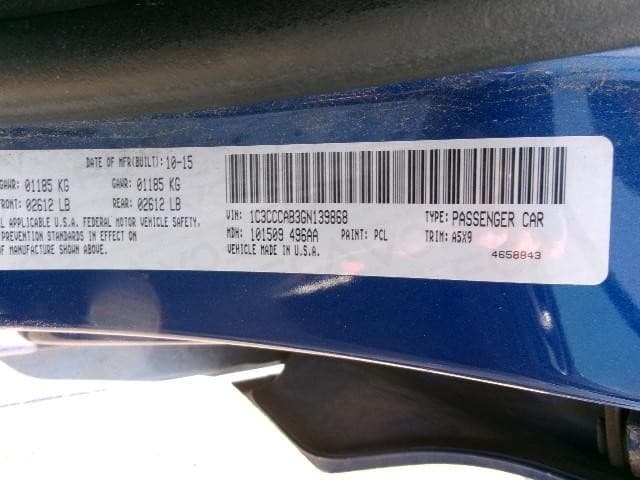 DATE OF MFR(BUILT): 10-15
GAWR: 01185 KG GAWR: 01185 KG
FRONT: 02612 LB REAR: 02612 LB
APPLICABLE U.S.A. FEDERAL MOTOR VEHICLE SAFETY,
PREVENTION STANDARDS IN EFFECT ON
OF MANUFACTURE SHOWN ABOVE.
VIN: 1C3CCCAB3GN139868 TYPE: PASSENGER CAR
MDH: 101509 496AA PAINT: PCL TRIM: A5X9
VEHICLE MADE IN U.S.A. 4658843